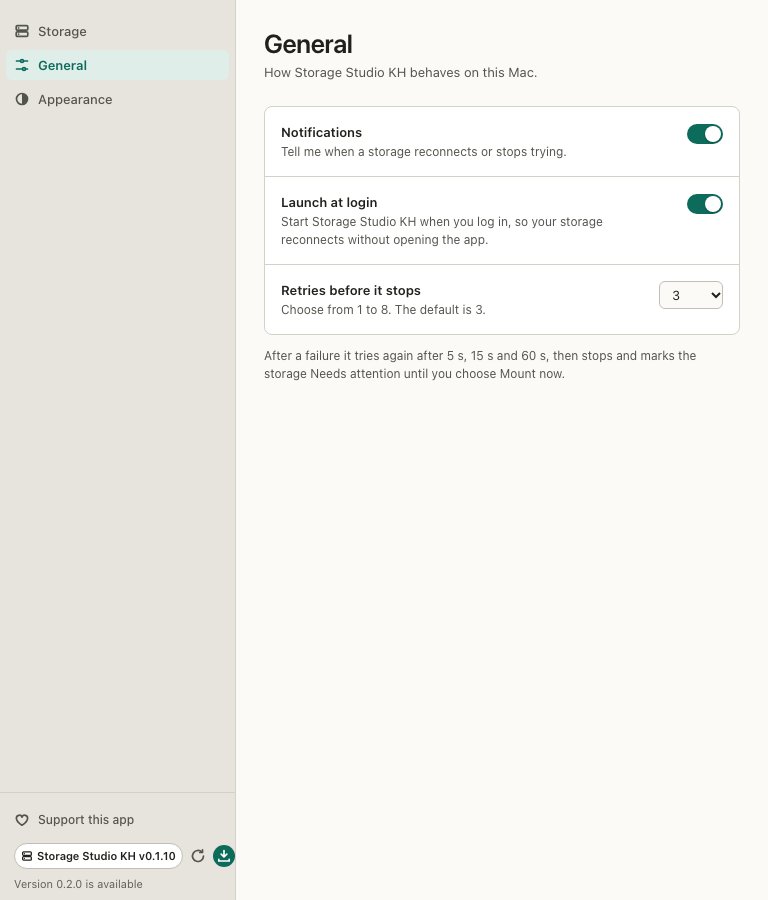 Storage
General
Appearance
General
How Storage Studio KH behaves on this Mac.
Notifications
Tell me when a storage reconnects or stops trying.
Launch at login
Start Storage Studio KH when you log in, so your storage
reconnects without opening the app.
Retries before it stops
Choose from 1 to 8. The default is 3.
3
After a failure it tries again after 5 s, 15 s and 60 s, then stops and marks the
storage Needs attention until you choose Mount now.
Support this app
Storage Studio KH v0.1.10
Version 0.2.0 is available